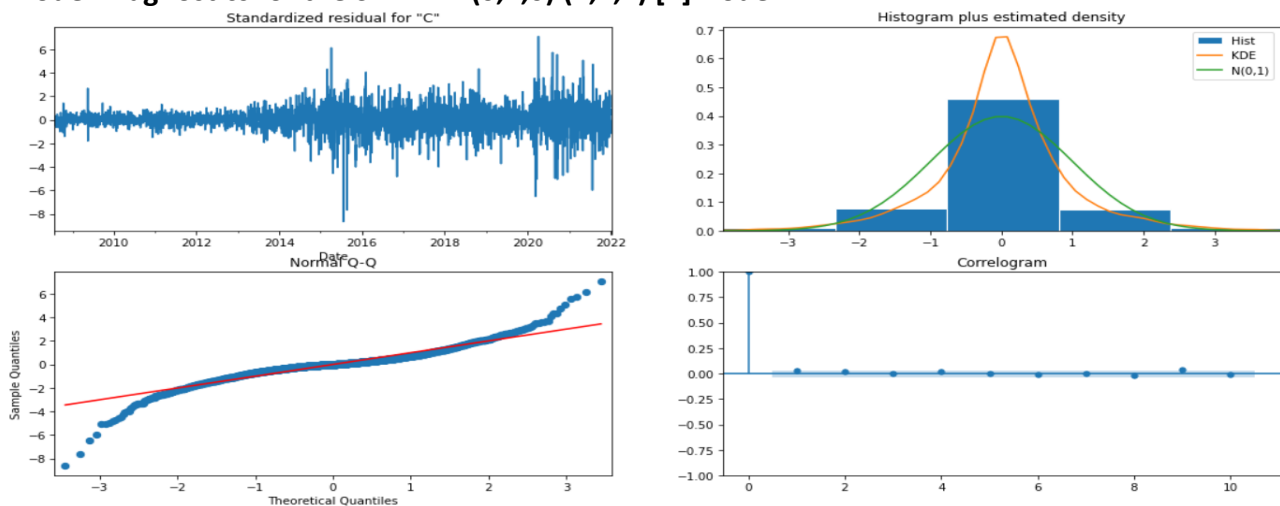 Standardized residual for "C"
6
4
2
0
−2
−4
−6
−8
2010 2012 2014 2016 2018 2020 2022
Date
Histogram plus estimated density
0.7
0.6
0.5
0.4
0.3
0.2
0.1
0.0
Hist
KDE
N(0,1)
−3 −2 −1 0 1 2 3
Normal Q-Q
Sample Quantiles
6
4
2
0
−2
−4
−6
−8
−3 −2 −1 0 1 2 3
Theoretical Quantiles
Correlogram
1.00
0.75
0.50
0.25
0.00
−0.25
−0.50
−0.75
−1.00
0 2 4 6 8 10